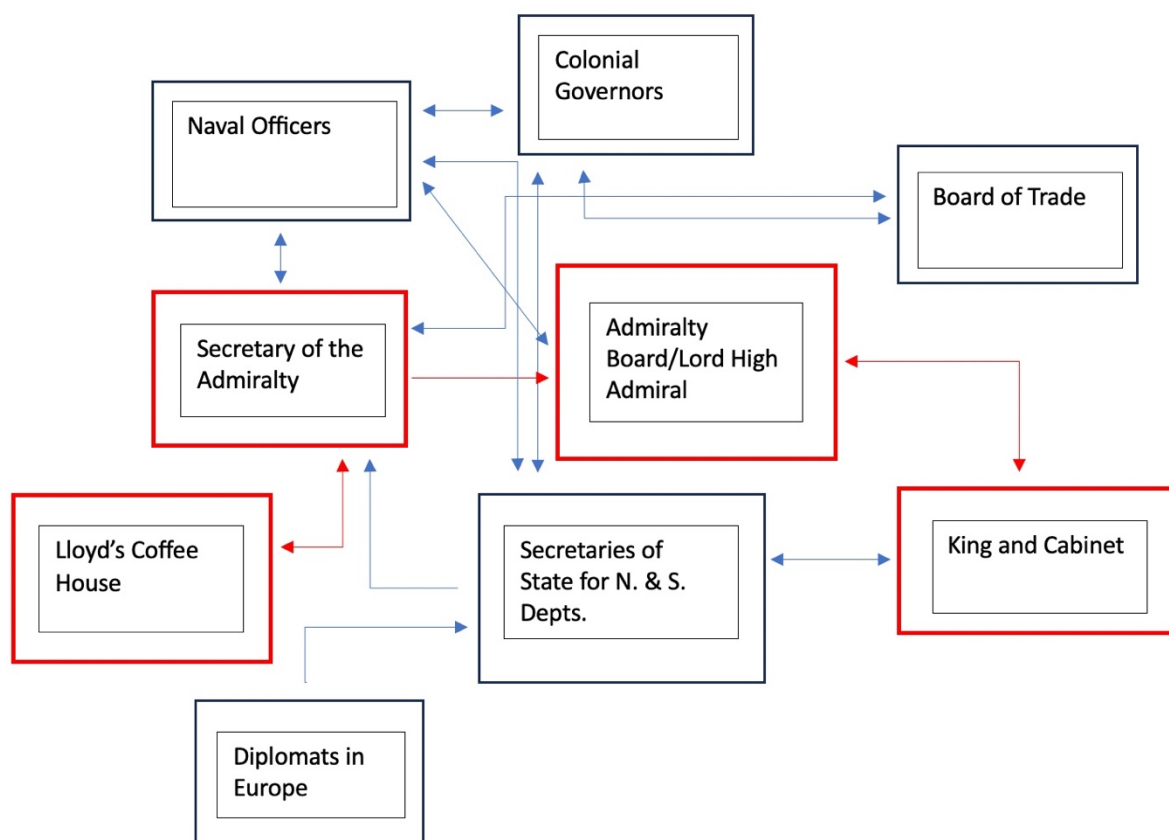 Colonial
Governors
Naval Officers
Board of Trade
Secretary of the
Admiralty
Admiralty
Board/Lord High
Admiral
Lloyd’s Coffee
House
Secretaries of
State for N. & S.
Depts.
King and Cabinet
Diplomats in
Europe